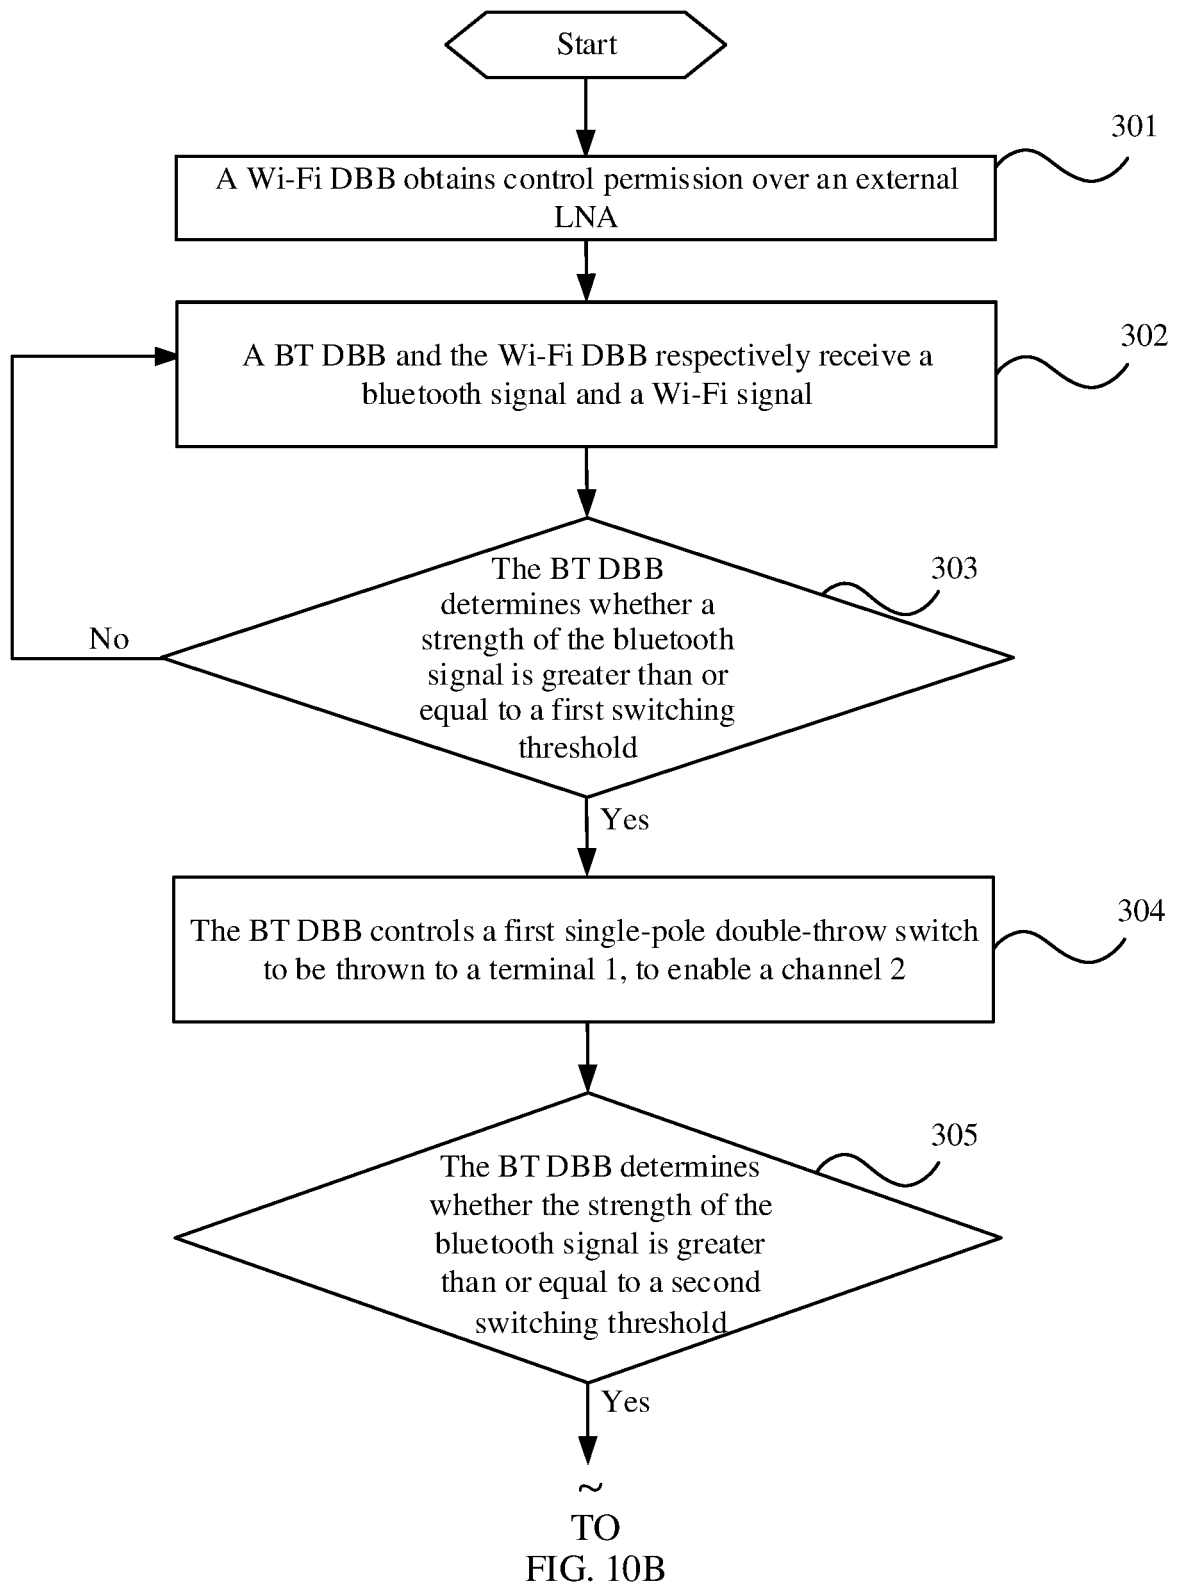 Start
301
A Wi-Fi DBB obtains control permission over an external
LNA
302
A BT DBB and the Wi-Fi DBB respectively receive a
bluetooth signal and a Wi-Fi signal
303
The BT DBB
determines whether a
strength of the bluetooth
signal is greater than or
equal to a first switching
threshold
No
Yes
304
The BT DBB controls a first single-pole double-throw switch
to be thrown to a terminal 1, to enable a channel 2
305
The BT DBB determines
whether the strength of the
bluetooth signal is greater
than or equal to a second
switching threshold
Yes
~
TO
FIG. 10B